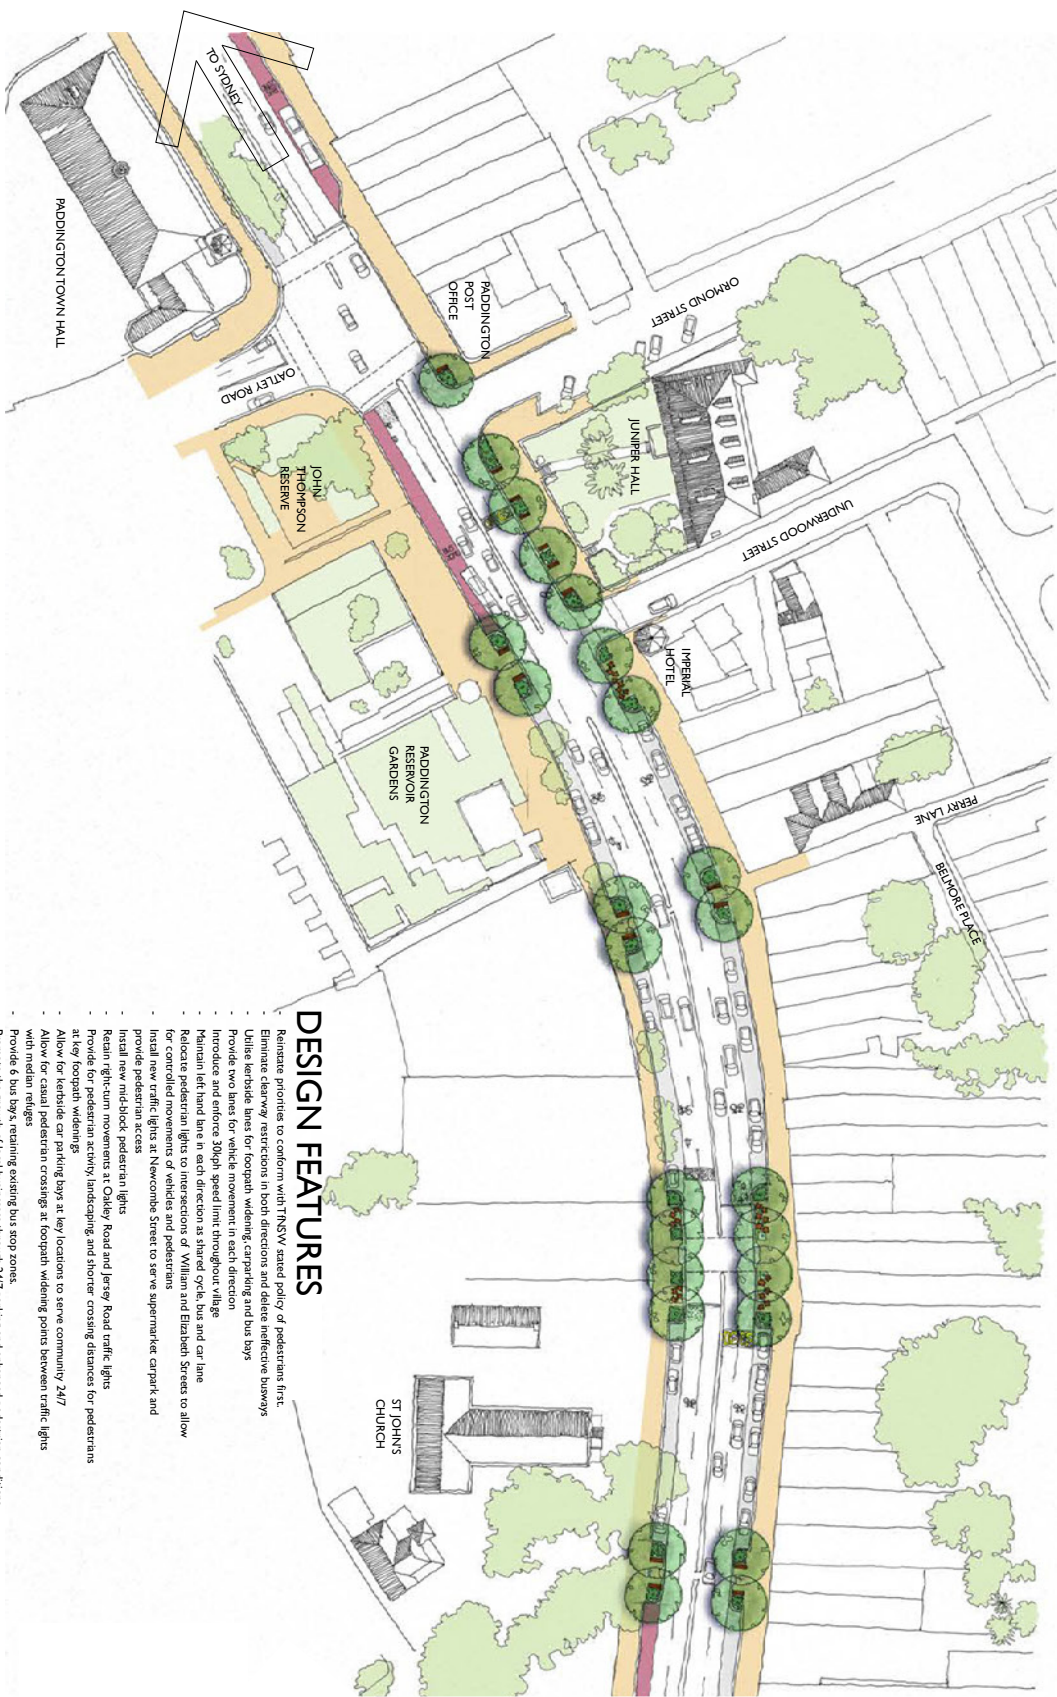 TO SYDNEY
PADDINGTON TOWN HALL
PADDINGTON
POST
OFFICE
ORMOND STREET
OATLEY ROAD
JUNIPER HALL
JOHN
THOMPSON
RESERVE
UNDERWOOD STREET
IMPERIAL
HOTEL
PADDINGTON
RESERVOIR
GARDENS
PERRY LANE
BELMORE PLACE
ST JOHN'S
CHURCH
DESIGN FEATURES
- Reinstate priorities to conform with TfNSW stated policy of pedestrians first.
- Eliminate clearway restrictions in both directions and delete ineffective busways
- Utilise kerbside lanes for footpath widening, carparking and bus bays
- Provide two lanes for vehicle movement in each direction
- Introduce and enforce 30kph speed limit throughout village
- Maintain left hand lane in each direction as shared cycle, bus and car lane
- Relocate pedestrian lights to intersections of William and Elizabeth Streets to allow
for controlled movements of vehicles and pedestrians
- Install new traffic lights at Newcombe Street to serve supermarket carpark and
provide pedestrian access
- Install new mid-block pedestrian lights
- Retain right-turn movements at Oakley Road and Jersey Road traffic lights
- Provide for pedestrian activity, landscaping, and shorter crossing distances for pedestrians
at key footpath widenings
- Allow for kerbside car parking bays at key locations to serve community 24/7
- Allow for casual pedestrian crossings at footpath widening points between traffic lights
with median refuges
- Provide 6 bus bays, retaining existing bus stop zones.